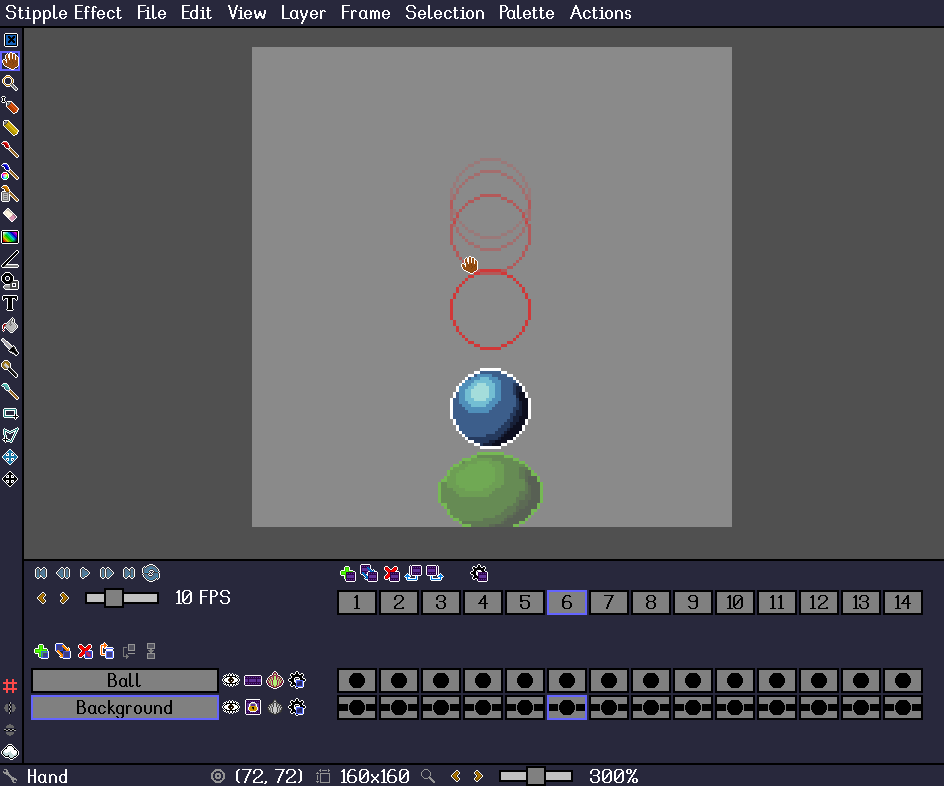 Stipple Effect File Edit View Layer Frame Selection Palette Actions
10 FPS
1 2 3 4 5 6 7 8 9 10 11 12 13 14
Ball
Background
Hand (72, 72) 160x160 300%